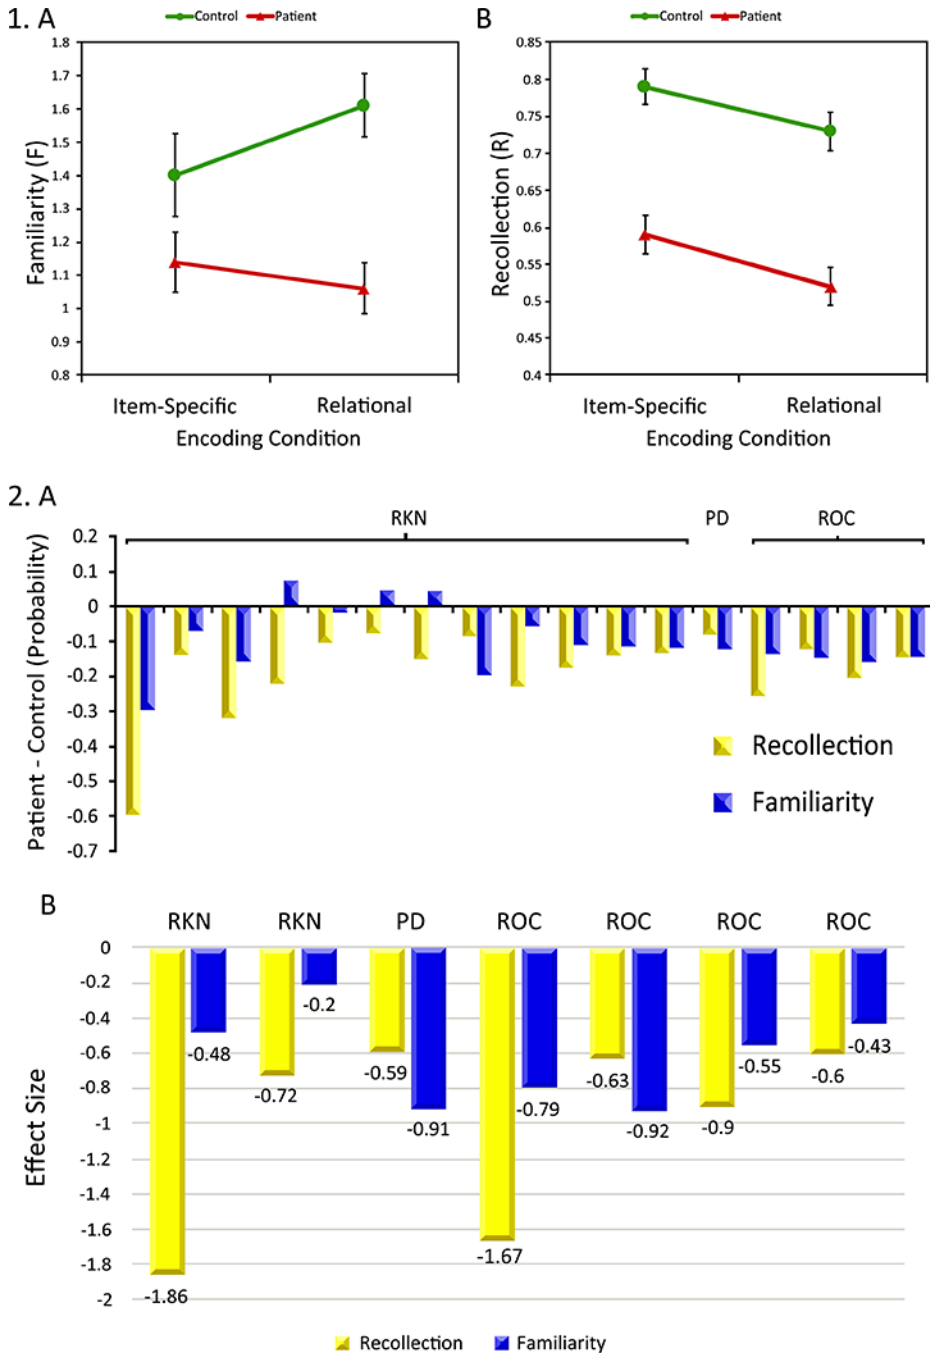 1. A
Control Patient
1.8
1.7
1.6
1.5
1.4
1.3
1.2
1.1
1
0.9
0.8
Familiarity (F)
Item-Specific Relational
Encoding Condition
B
Control Patient
0.85
0.8
0.75
0.7
0.65
0.6
0.55
0.5
0.45
0.4
Recollection (R)
Item-Specific Relational
Encoding Condition
2. A
RKN PD ROC
0.2
0.1
0
-0.1
-0.2
-0.3
-0.4
-0.5
-0.6
-0.7
Patient - Control (Probability)
Recollection
Familiarity
B
RKN RKN PD ROC ROC ROC ROC
0
-0.2
-0.4
-0.6
-0.8
-1
-1.2
-1.4
-1.6
-1.8
-2
Effect Size
-1.86
-0.48
-0.72
-0.2
-0.59
-0.91
-1.67
-0.79
-0.63
-0.92
-0.9
-0.55
-0.6
-0.43
Recollection Familiarity